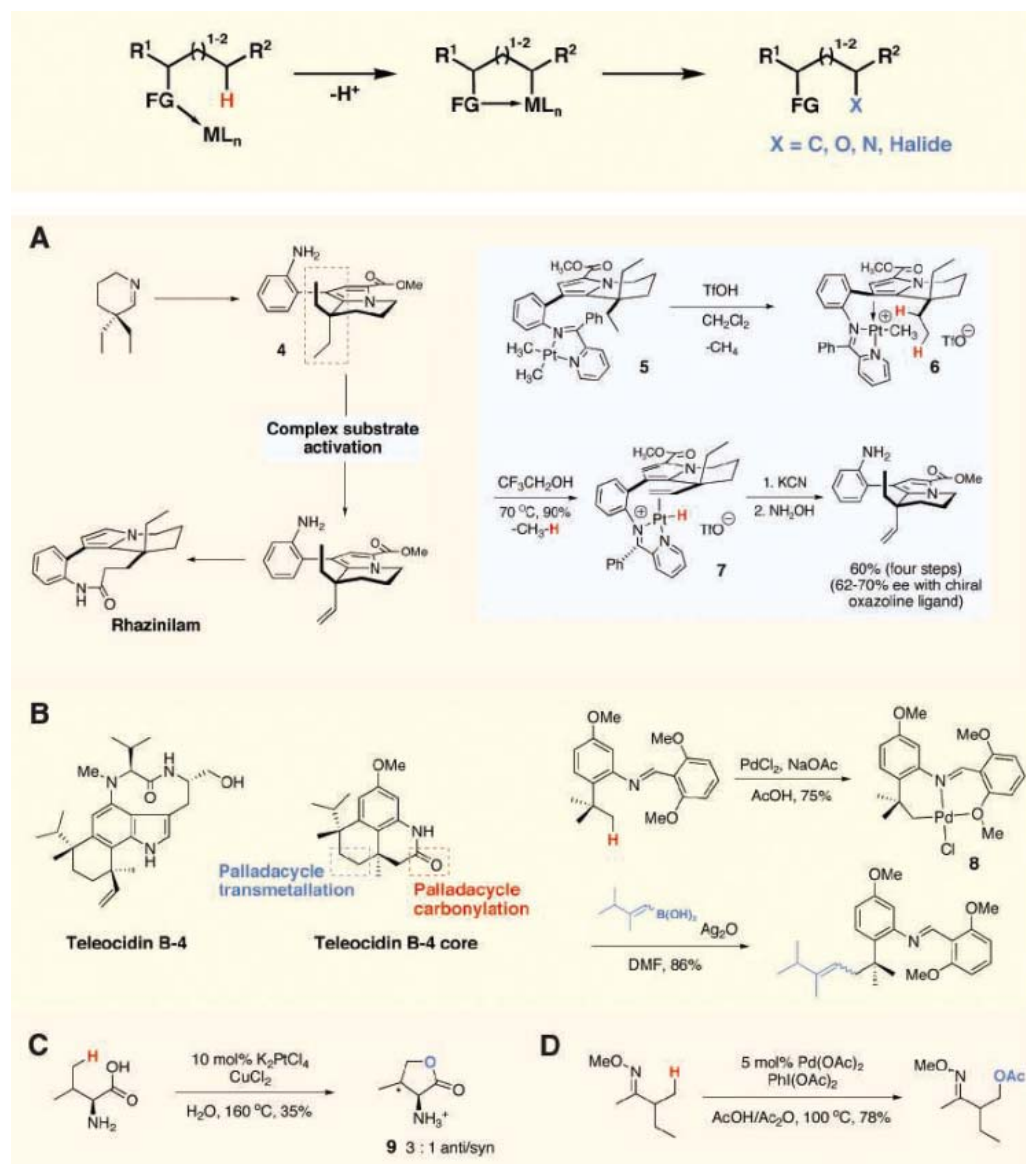 R¹ ( )1-2 R²
FG H
MLn
-H⁺
R¹ ( )1-2 R²
FG MLn
R¹ ( )1-2 R²
FG X
X = C, O, N, Halide
A
N
NH₂
O
OMe
N
4
Complex substrate
activation
NH₂
O
OMe
N
N
N
H
O
Rhazinilam
CH₃O O
N
Ph
N
H₃C
Pt
N
H₃C
5
TfOH
CH₂Cl₂
-CH₄
CH₃O O
N
H
⊕
N Pt CH₃
Ph N H TfO⊖
6
CF₃CH₂OH
70 °C, 90%
-CH₃-H
CH₃O O
N
⊕
Pt H
N
N
TfO⊖
Ph
7
1. KCN
2. NH₂OH
NH₂
O
OMe
N
60% (four steps)
(62-70% ee with chiral
oxazoline ligand)
B
H
Me N N
O OH
N
H
Teleocidin B-4
OMe
NH
O
Palladacycle
transmetallation
Palladacycle
carbonylation
Teleocidin B-4 core
OMe
MeO
N
MeO
H
PdCl₂, NaOAc
AcOH, 75%
OMe
MeO
N
Pd O
Me
Cl
8
B(OH)₂
Ag₂O
DMF, 86%
OMe
OMe
N
MeO
C
H
OH
O
NH₂
10 mol% K₂PtCl₄
CuCl₂
H₂O, 160 °C, 35%
O
O
*
NH₃⁺
9 3 : 1 anti/syn
D
MeO
N H
5 mol% Pd(OAc)₂
PhI(OAc)₂
AcOH/Ac₂O, 100 °C, 78%
MeO
N OAc